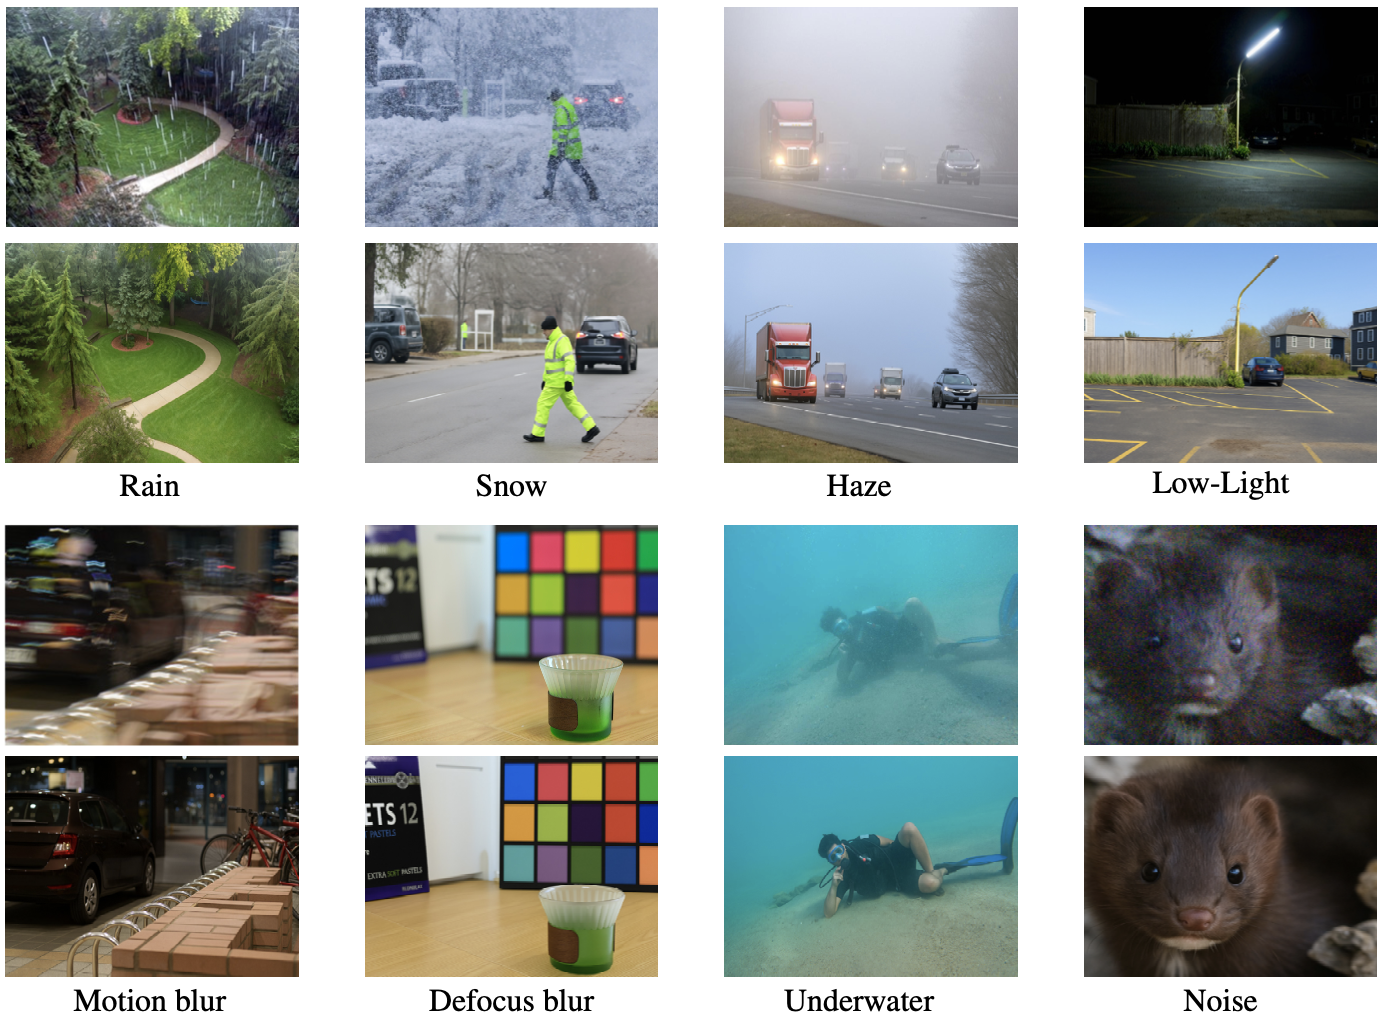 Rain
Snow
Haze
Low-Light
TS 12
ETS 12
T PASTELS
EXTRA SOFT PASTELS
Motion blur
Defocus blur
Underwater
Noise